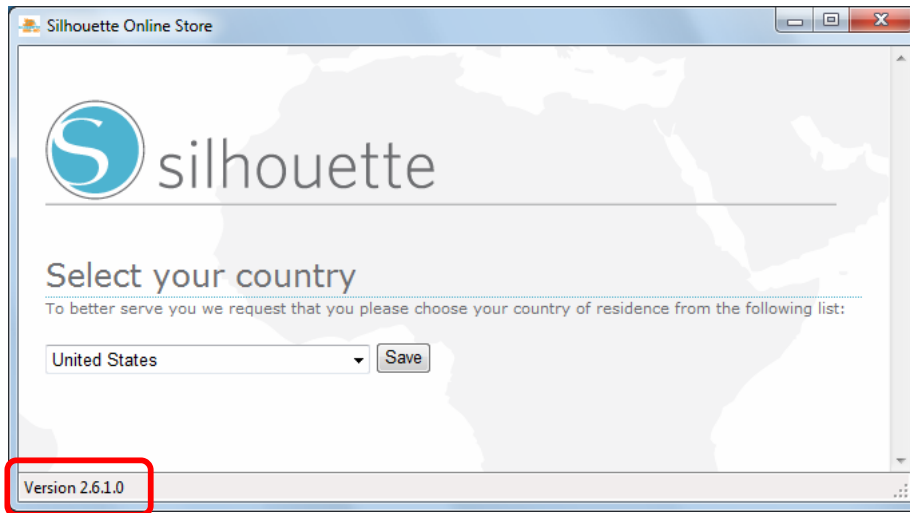 Silhouette Online Store
S silhouette
Select your country
To better serve you we request that you please choose your country of residence from the following list:
United States Save
Version 2.6.1.0